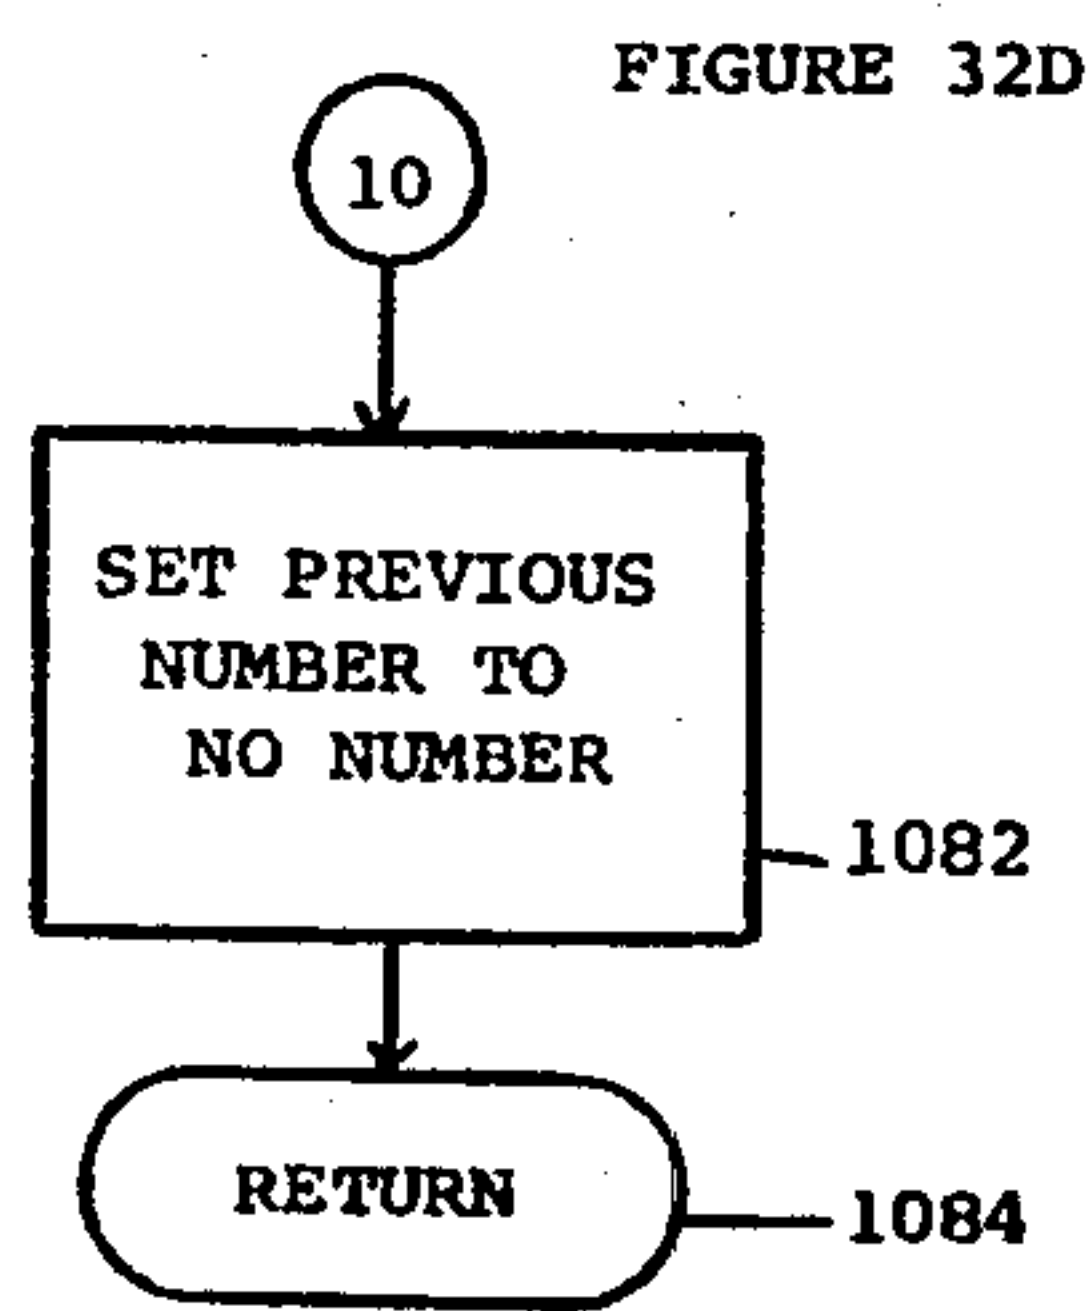 FIGURE 32D
10
SET PREVIOUS
NUMBER TO
NO NUMBER
1082
RETURN
1084